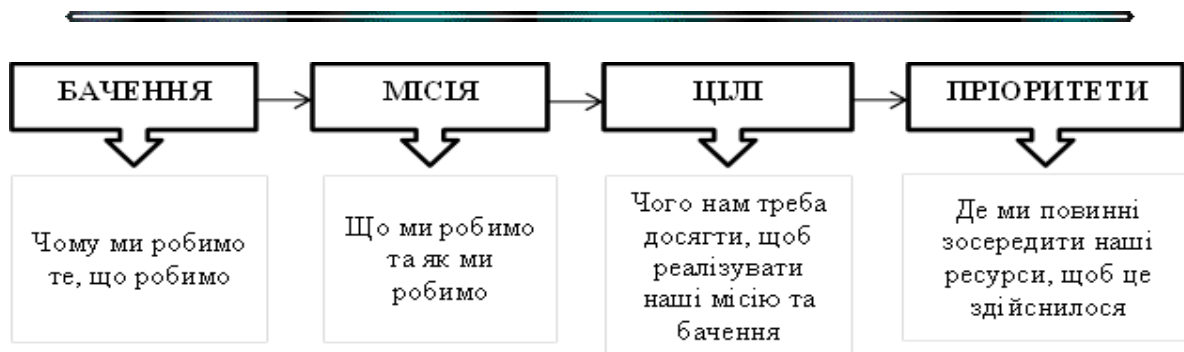 БАЧЕННЯ
МІСІЯ
ЦІЛІ
ПРІОРИТЕТИ
Чому ми робимо
те, що робимо
Що ми робимо
та як ми
робимо
Чого нам треба
досягти, щоб
реалізувати
наші місію та
бачення
Де ми повинні
зосередити наші
ресурси, щоб це
здійснилося